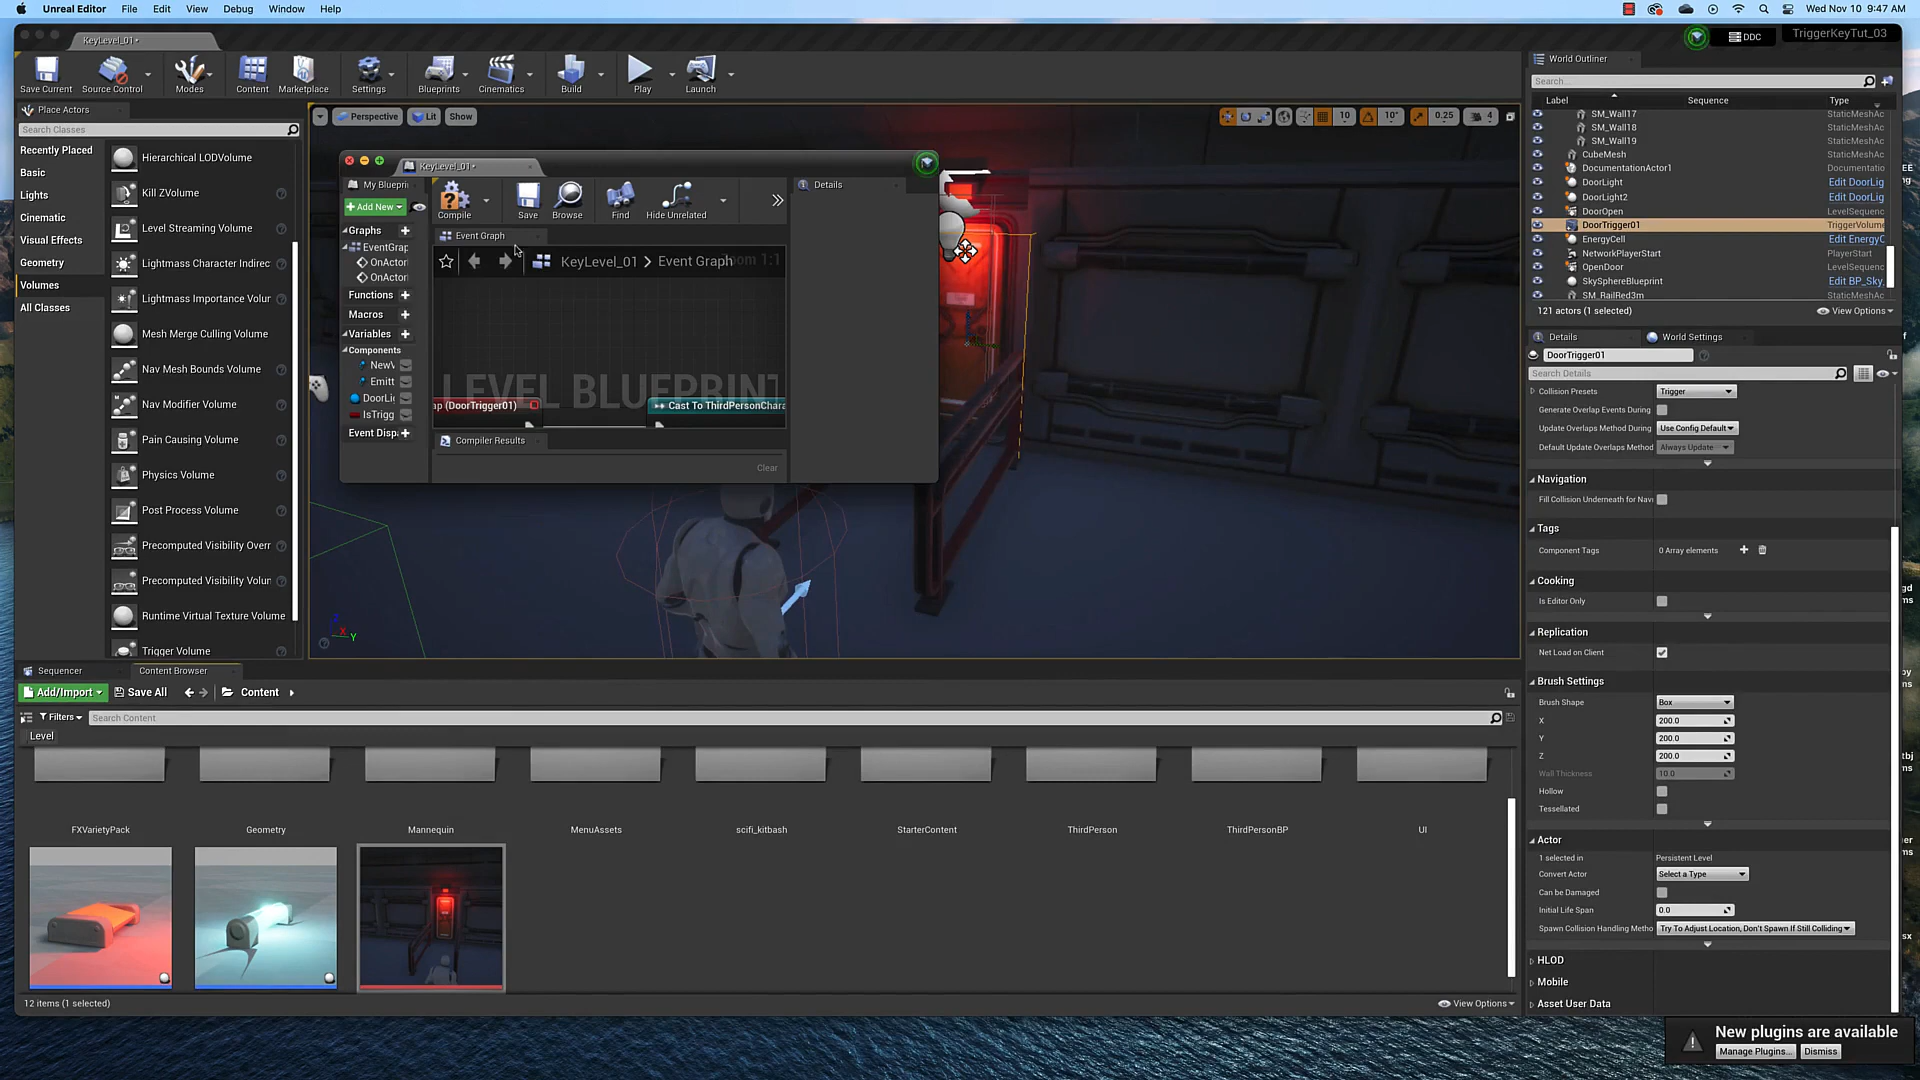 Unreal Editor File Edit View Debug Window Help Wed Nov 10 9:47 AM
KeyLevel_01• DDC TriggerKeyTut_03
Save Current Source Control Modes Content Marketplace Settings Blueprints Cinematics Build Play Launch
Place Actors
Search Classes
Recently Placed
Basic
Lights
Cinematic
Visual Effects
Geometry
Volumes
All Classes
Hierarchical LODVolume
Kill ZVolume
Level Streaming Volume
Lightmass Character Indirec
Lightmass Importance Volur
Mesh Merge Culling Volume
Nav Mesh Bounds Volume
Nav Modifier Volume
Pain Causing Volume
Physics Volume
Post Process Volume
Precomputed Visibility Overr
Precomputed Visibility Volur
Runtime Virtual Texture Volume
Trigger Volume
Perspective Lit Show 10 10° 0.25 4
KeyLevel_01•
My Bluepri
Add New
Compile Save Browse Find Hide Unrelated
Details
Graphs
EventGrap
OnActor
OnActor
Functions
Macros
Variables
Components
NewV
Emitt
DoorLi
IsTrigg
Event Disp
Event Graph
KeyLevel_01 > Event Graph Zoom 1:1
LEVEL BLUEPRINT
ap (DoorTrigger01) Cast To ThirdPersonChara
Compiler Results
Clear
X Y
World Outliner
Search...
Label Sequence Type
SM_Wall17 StaticMeshAc
SM_Wall18 StaticMeshAc
SM_Wall19 StaticMeshAc
CubeMesh StaticMeshAc
DocumentationActor1 Documentatio
DoorLight Edit DoorLig
DoorLight2 Edit DoorLig
DoorOpen LevelSequenc
DoorTrigger01 TriggerVolume
EnergyCell Edit EnergyC
NetworkPlayerStart PlayerStart
OpenDoor LevelSequenc
SkySphereBlueprint Edit BP_Sky.
SM_RailRed3m StaticMeshAc
121 actors (1 selected) View Options
Details World Settings
DoorTrigger01
Search Details
Collision Presets Trigger
Generate Overlap Events During
Update Overlaps Method During Use Config Default
Default Update Overlaps Method Always Update
Navigation
Fill Collision Underneath for Navi
Tags
Component Tags 0 Array elements
Cooking
Is Editor Only
Replication
Net Load on Client
Brush Settings
Brush Shape Box
X 200.0
Y 200.0
Z 200.0
Wall Thickness 10.0
Hollow
Tessellated
Actor
1 selected in Persistent Level
Convert Actor Select a Type
Can be Damaged
Initial Life Span 0.0
Spawn Collision Handling Metho Try To Adjust Location, Don't Spawn If Still Colliding
HLOD
Mobile
Asset User Data
Sequencer Content Browser
Add/Import Save All Content
Filters Search Content
Level
FXVarietyPack Geometry Mannequin MenuAssets scifi_kitbash StarterContent ThirdPerson ThirdPersonBP UI
12 items (1 selected) View Options
New plugins are available
Manage Plugins... Dismiss